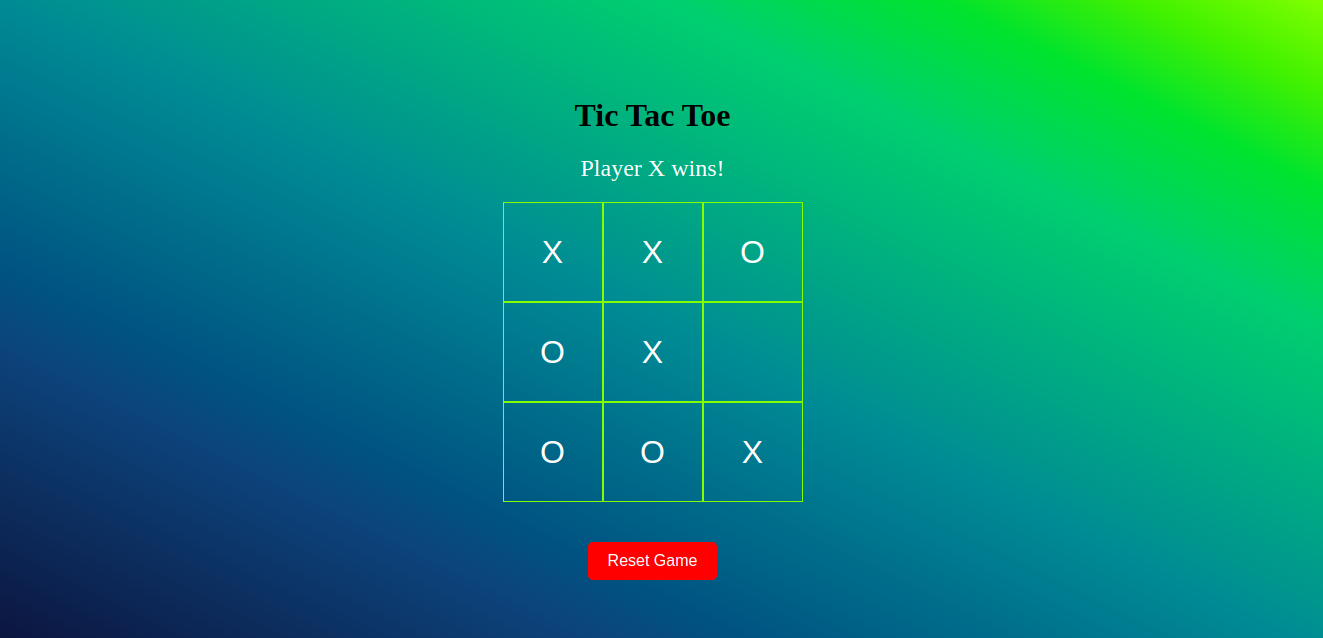 Tic Tac Toe
Player X wins!
X X O
O X
O O X
Reset Game